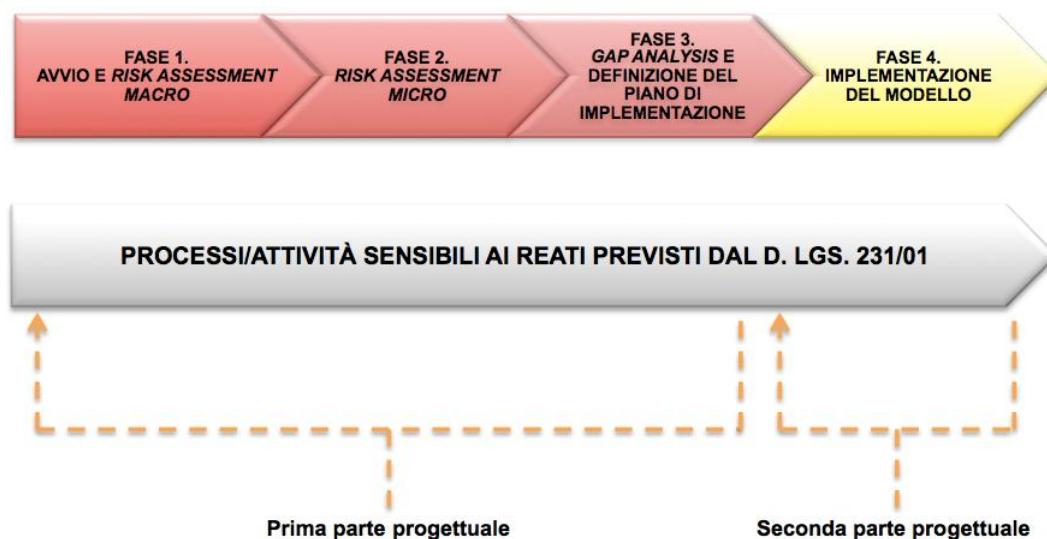 FASE 1.
AVVIO E RISK ASSESSMENT
MACRO
FASE 2.
RISK ASSESSMENT
MICRO
FASE 3.
GAP ANALYSIS E
DEFINIZIONE DEL
PIANO DI
IMPLEMENTAZIONE
FASE 4.
IMPLEMENTAZIONE
DEL MODELLO
PROCESSI/ATTIVITÀ SENSIBILI AI REATI PREVISTI DAL D. LGS. 231/01
Prima parte progettuale
Seconda parte progettuale